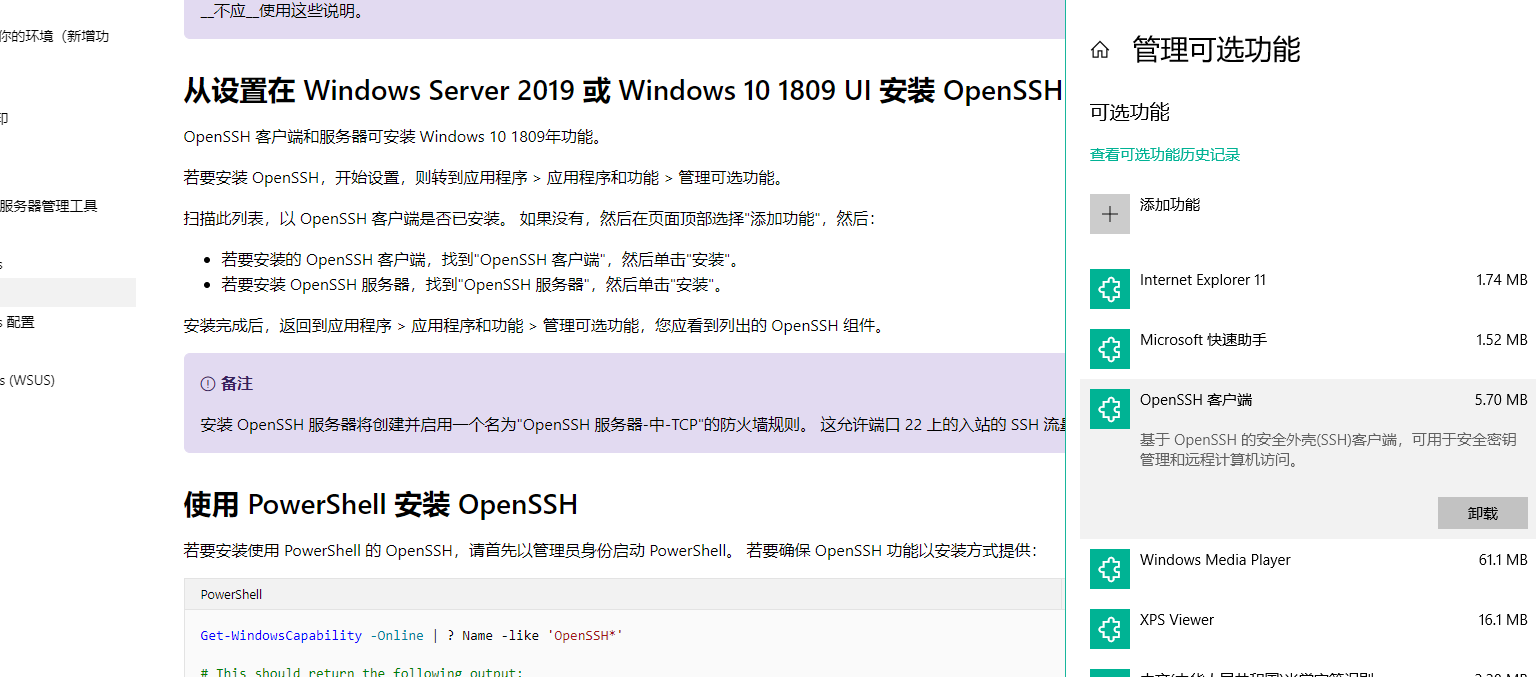 你的环境（新增功
印
服务器管理工具
s
s 配置
s (WSUS)
__不应__使用这些说明。
从设置在 Windows Server 2019 或 Windows 10 1809 UI 安装 OpenSSH
OpenSSH 客户端和服务器可安装 Windows 10 1809年功能。
若要安装 OpenSSH，开始设置，则转到应用程序 > 应用程序和功能 > 管理可选功能。
扫描此列表，以 OpenSSH 客户端是否已安装。 如果没有，然后在页面顶部选择"添加功能"，然后：
若要安装的 OpenSSH 客户端，找到"OpenSSH 客户端"，然后单击"安装"。
若要安装 OpenSSH 服务器，找到"OpenSSH 服务器"，然后单击"安装"。
安装完成后，返回到应用程序 > 应用程序和功能 > 管理可选功能，您应看到列出的 OpenSSH 组件。
备注
安装 OpenSSH 服务器将创建并启用一个名为"OpenSSH 服务器-中-TCP"的防火墙规则。 这允许端口 22 上的入站的 SSH 流量
使用 PowerShell 安装 OpenSSH
若要安装使用 PowerShell 的 OpenSSH，请首先以管理员身份启动 PowerShell。 若要确保 OpenSSH 功能以安装方式提供：
PowerShell
Get-WindowsCapability -Online | ? Name -like 'OpenSSH*'
# This should return the following output:
管理可选功能
可选功能
查看可选功能历史记录
添加功能
Internet Explorer 11 1.74 MB
Microsoft 快速助手 1.52 MB
OpenSSH 客户端 5.70 MB
基于 OpenSSH 的安全外壳(SSH)客户端，可用于安全密钥
管理和远程计算机访问。
卸载
Windows Media Player 61.1 MB
XPS Viewer 16.1 MB